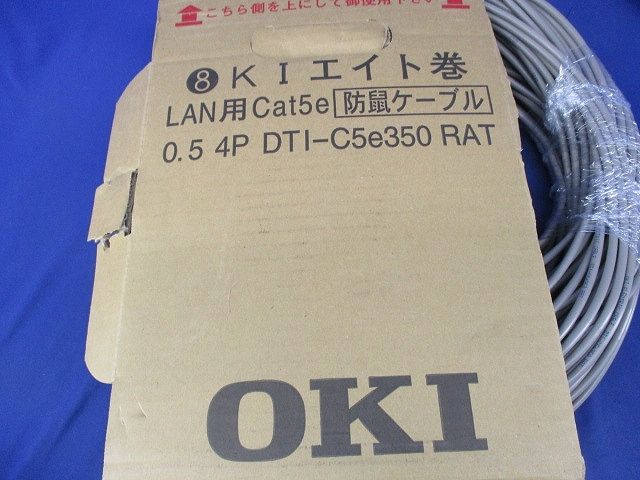 こちら側を上にして御使用下さい
❽KIエイト巻
LAN用Cat5e 防鼠ケーブル
0.5 4P DTI-C5e350 RAT
OKI